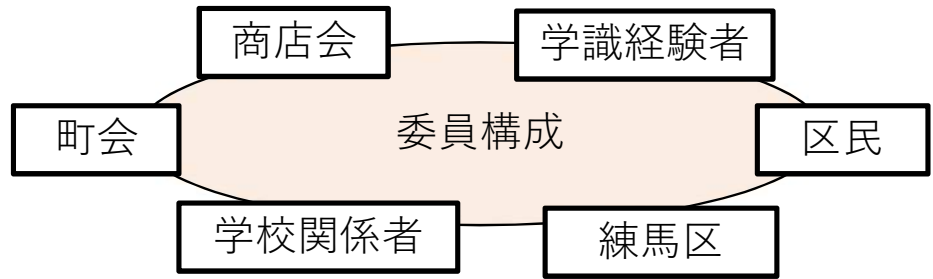 商店会
学識経験者
町会
委員構成
区民
学校関係者
練馬区